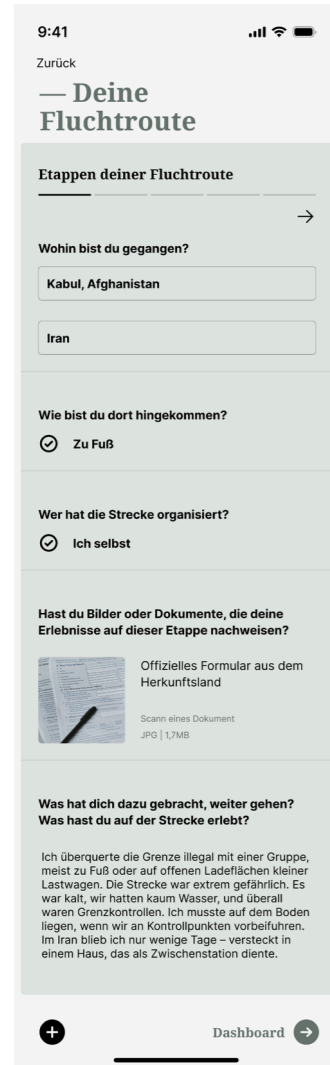 9:41
Zurück
— Deine
Fluchtroute
Etappen deiner Fluchtroute
Wohin bist du gegangen?
Kabul, Afghanistan
Iran
Wie bist du dort hingekommen?
Zu Fuß
Wer hat die Strecke organisiert?
Ich selbst
Hast du Bilder oder Dokumente, die deine
Erlebnisse auf dieser Etappe nachweisen?
Offizielles Formular aus dem
Herkunftsland
Scann eines Dokument
JPG | 1,7MB
Was hat dich dazu gebracht, weiter gehen?
Was hast du auf der Strecke erlebt?
Ich überquerte die Grenze illegal mit einer Gruppe,
meist zu Fuß oder auf offenen Ladeflächen kleiner
Lastwagen. Die Strecke war extrem gefährlich. Es
war kalt, wir hatten kaum Wasser, und überall
waren Grenzkontrollen. Ich musste auf dem Boden
liegen, wenn wir an Kontrollpunkten vorbeifuhren.
Im Iran blieb ich nur wenige Tage – versteckt in
einem Haus, das als Zwischenstation diente.
Dashboard